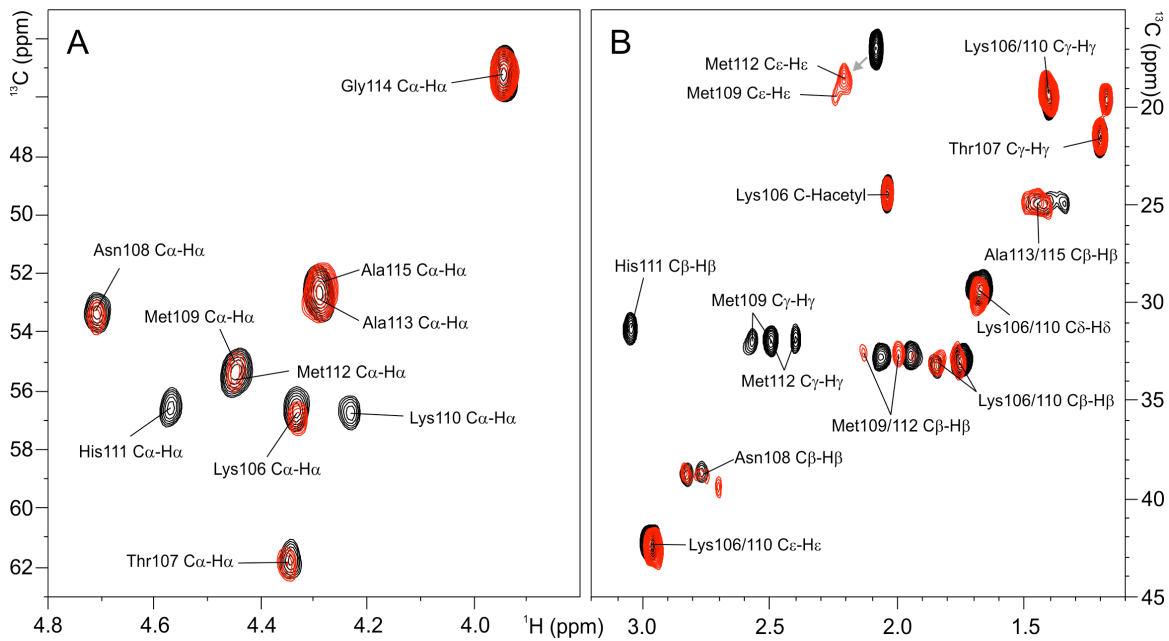 A
¹³C (ppm)
Gly114 Cα-Hα
48
50
52
54
56
58
60
62
Asn108 Cα-Hα
Ala115 Cα-Hα
Ala113 Cα-Hα
Met109 Cα-Hα
Met112 Cα-Hα
His111 Cα-Hα
Lys110 Cα-Hα
Lys106 Cα-Hα
Thr107 Cα-Hα
4.8
4.6
4.4
4.2
4.0
¹H (ppm)
B
¹³C (ppm)
Lys106/110 Cγ-Hγ
Met112 Cε-Hε
Met109 Cε-Hε
Thr107 Cγ-Hγ
Lys106 C-Hacetyl
Ala113/115 Cβ-Hβ
His111 Cβ-Hβ
Met109 Cγ-Hγ
Lys106/110 Cδ-Hδ
Met112 Cγ-Hγ
Lys106/110 Cβ-Hβ
Met109/112 Cβ-Hβ
Asn108 Cβ-Hβ
Lys106/110 Cε-Hε
20
25
30
35
40
45
3.0
2.5
2.0
1.5